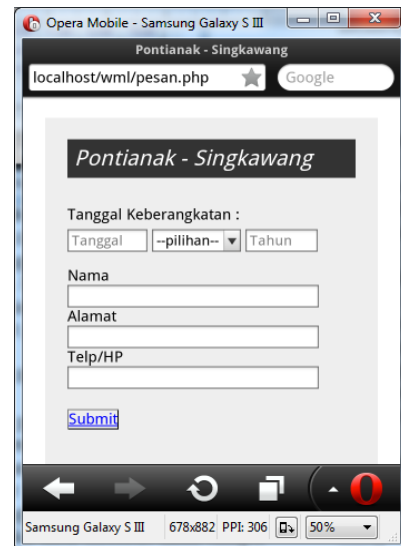 Opera Mobile - Samsung Galaxy S III
Pontianak - Singkawang
localhost/wml/pesan.php Google
Pontianak - Singkawang
Tanggal Keberangkatan :
Tanggal --pilihan-- Tahun
Nama
Alamat
Telp/HP
Submit
Samsung Galaxy S III 678x882 PPI: 306 50%